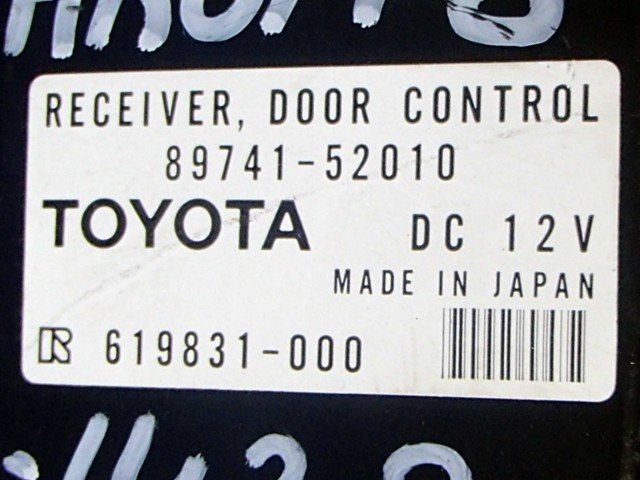 RECEIVER, DOOR CONTROL
89741-52010
TOYOTA DC 12V
MADE IN JAPAN
619831-000